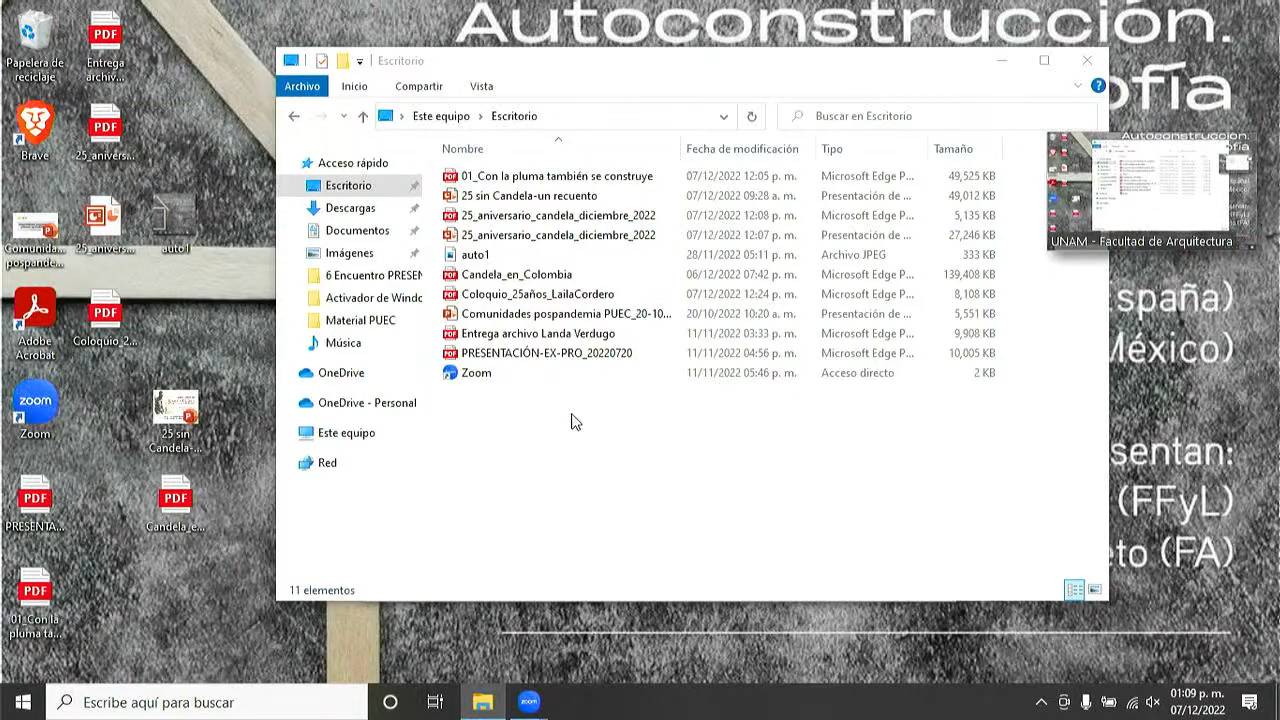 Autoconstrucción.
ofía
España)
México)
sentan:
(FFyL)
eto (FA)
Papelera de
reciclaje
PDF
Entrega
archiv...
Brave
PDF
25_anivers...
Comunida...
pospande...
25_anivers...
auto1
Adobe
Acrobat
PDF
Coloquio_2...
zoom
Zoom
25 sin
Candela-...
PDF
PRESENTA...
PDF
Candela_e...
PDF
01_Con la
pluma ta...
Escritorio
Archivo
Inicio
Compartir
Vista
Este equipo
Escritorio
Buscar en Escritorio
Nombre
Fecha de modificación
Tipo
Tamaño
01_Con la pluma también se construye 07/12/2022 12:05 p. m. Microsoft Edge P... 49,525 KB
25 sin Candela-un recuento 49,012 KB
25_aniversario_candela_diciembre_2022 07/12/2022 12:08 p. m. Microsoft Edge P... 5,135 KB
25_aniversario_candela_diciembre_2022 07/12/2022 12:07 p. m. Presentación de ... 27,246 KB
auto1 28/11/2022 05:11 p. m. Archivo JPEG 333 KB
Candela_en_Colombia 06/12/2022 07:42 p. m. Microsoft Edge P... 139,408 KB
Coloquio_25años_LailaCordero 07/12/2022 12:24 p. m. Microsoft Edge P... 8,108 KB
Comunidades pospandemia PUEC_20-10... 20/10/2022 10:20 a. m. Presentación de ... 5,551 KB
Entrega archivo Landa Verdugo 11/11/2022 03:33 p. m. Microsoft Edge P... 9,908 KB
PRESENTACIÓN-EX-PRO_20220720 11/11/2022 04:56 p. m. Microsoft Edge P... 10,005 KB
Zoom 11/11/2022 05:46 p. m. Acceso directo 2 KB
Acceso rápido
Escritorio
Descargas
Documentos
Imágenes
6 Encuentro PRESEN
Activador de Windo
Material PUEC
Música
OneDrive
OneDrive - Personal
Este equipo
Red
11 elementos
UNAM - Facultad de Arquitectura
Escribe aquí para buscar
zoom
01:09 p. m.
07/12/2022